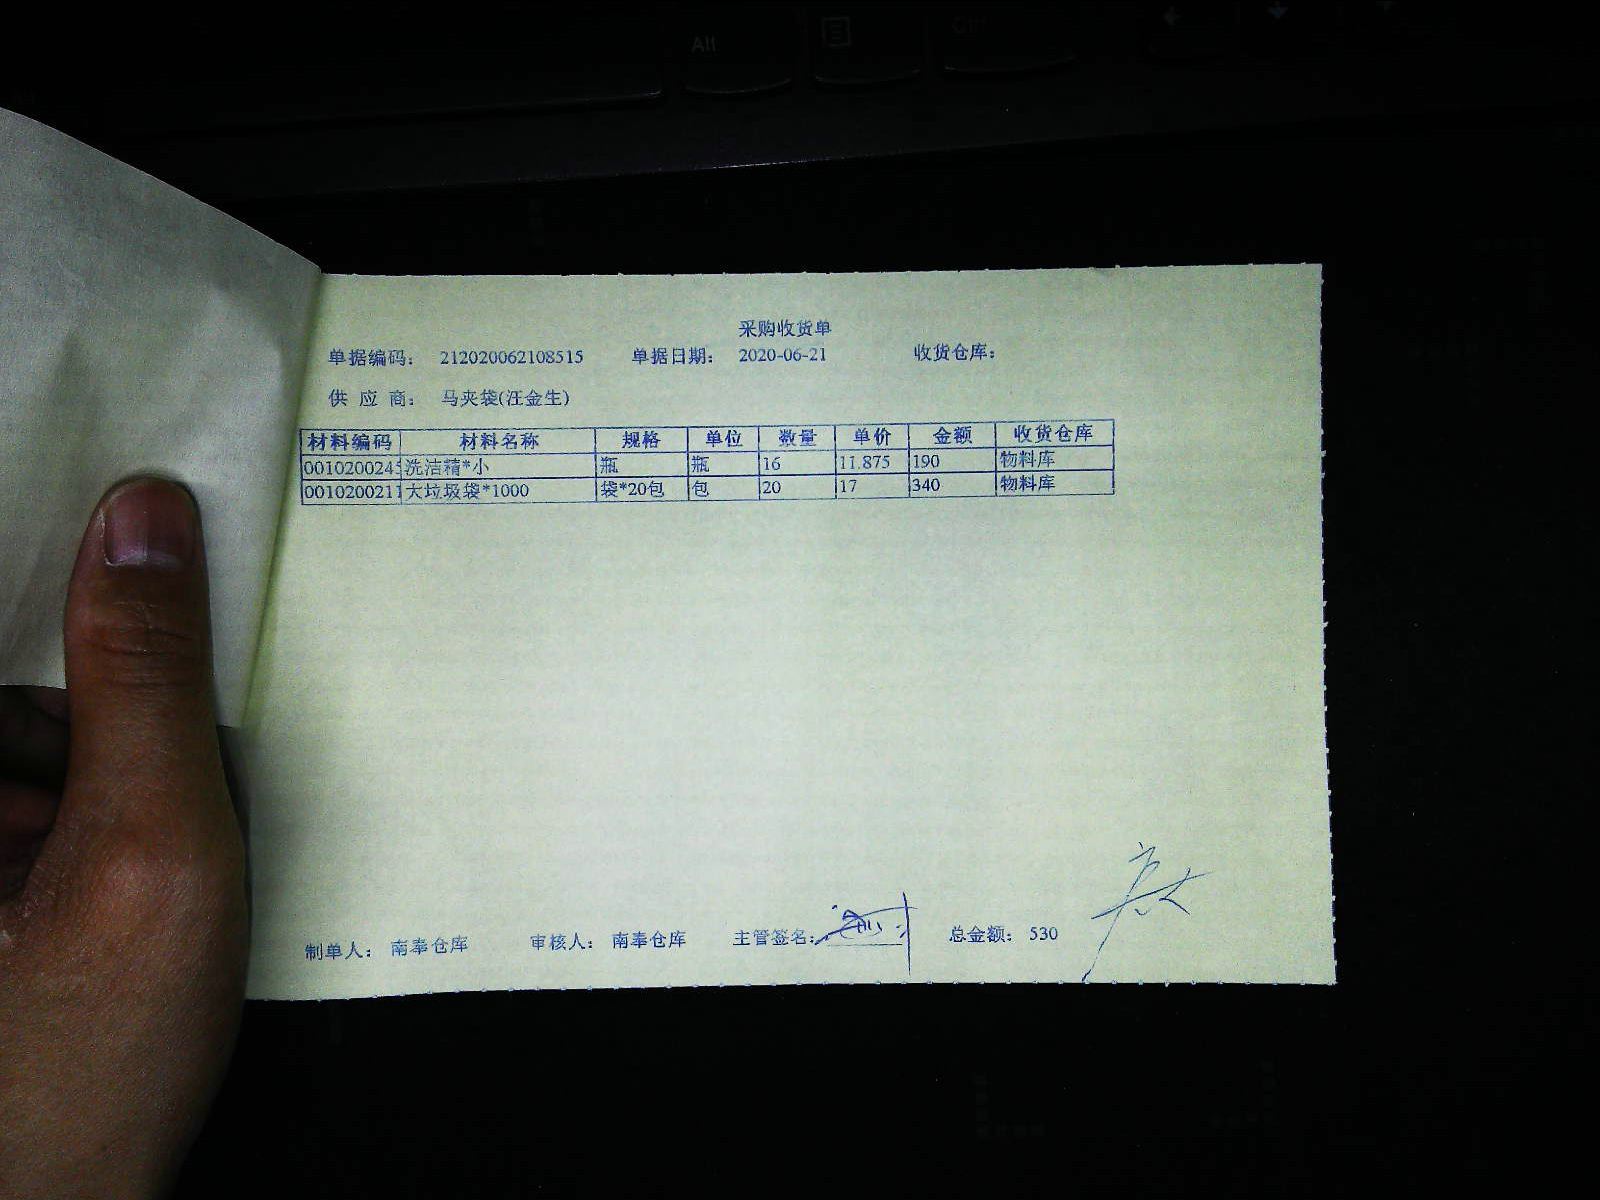 Alt
Ctrl
采购收货单
单据编码： 212020062108515 单据日期： 2020-06-21 收货仓库：
供 应 商： 马夹袋(汪金生)
材料编码 材料名称 规格 单位 数量 单价 金额 收货仓库
0010200245 洗洁精*小 瓶 瓶 16 11.875 190 物料库
0010200211 大垃圾袋*1000 袋*20包 包 20 17 340 物料库
制单人： 南奉仓库 审核人： 南奉仓库 主管签名： 总金额： 530